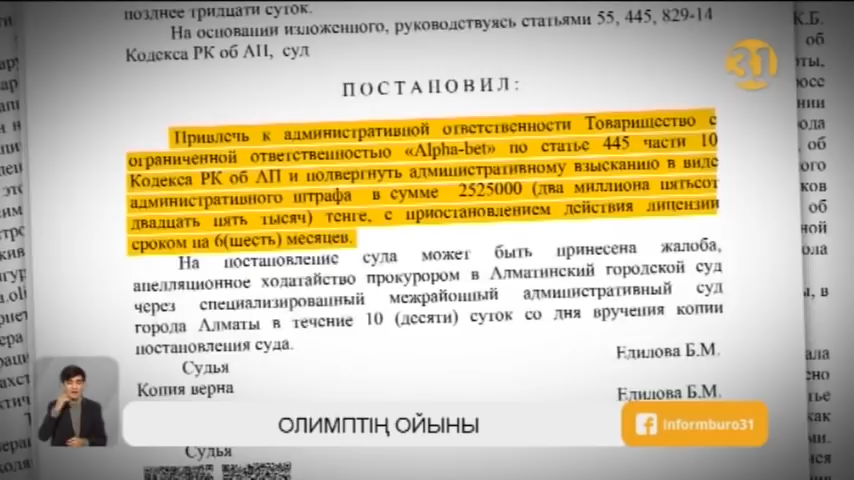 позднее тридцати суток.
На основании изложенного, руководствуясь статьями 55, 445, 829-14
Кодекса РК об АП, суд
ПОСТАНОВИЛ:
Привлечь к административной ответственности Товарищество с
ограниченной ответственностью «Alpha-bet» по статье 445 части 10
Кодекса РК об АП и подвергнуть административному взысканию в виде
административного штрафа в сумме 2525000 (два миллиона пятьсот
двадцать пять тысяч) тенге, с приостановлением действия лицензии
сроком на 6(шесть) месяцев.
На постановление суда может быть принесена жалоба,
апелляционное ходатайство прокурором в Алматинский городской суд
через специализированный межрайонный административный суд
города Алматы в течение 10 (десяти) суток со дня вручения копии
постановления суда.
Судья Едилова Б.М.
Копия верна
Едилова Б.М.
Судья
31
ОЛИМПТІҢ ОЙЫНЫ
informburo31